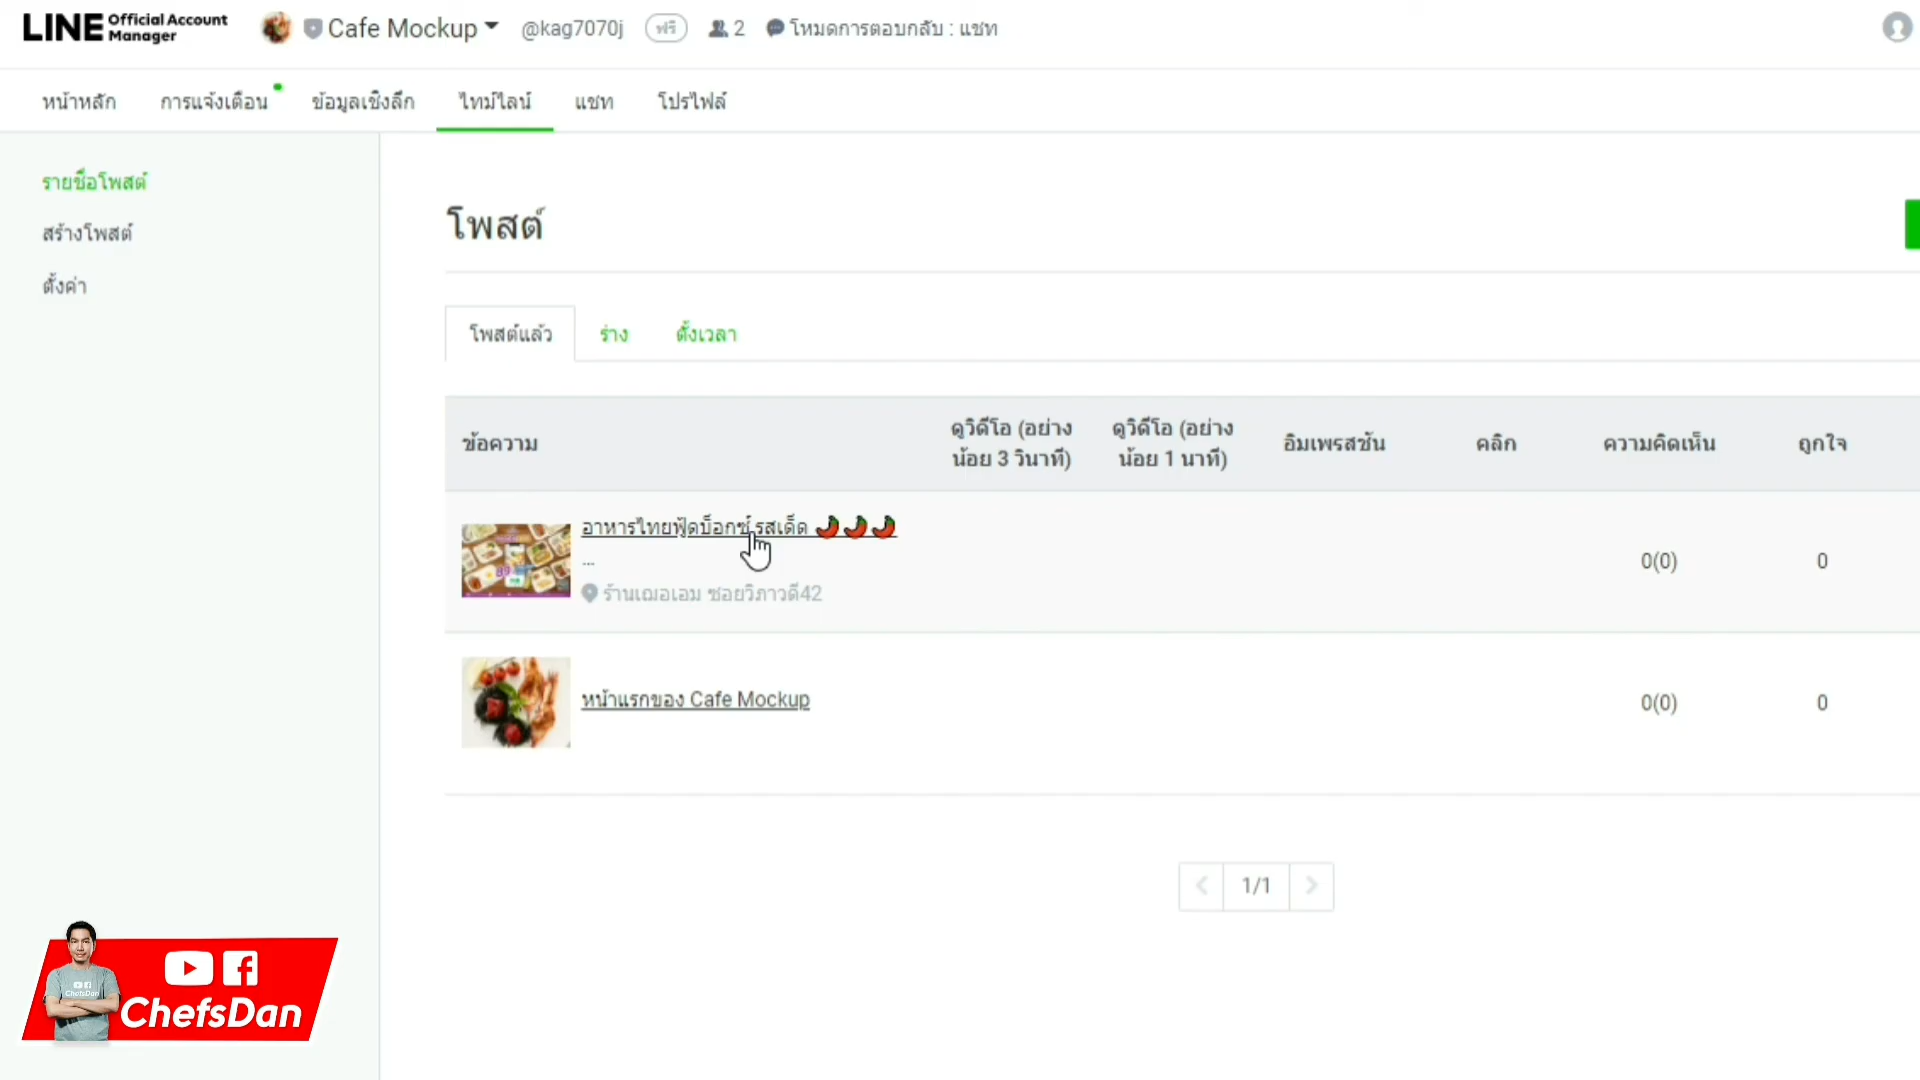 LINE Official Account Manager
Cafe Mockup @kag7070j ฟรี 2 โหมดการตอบกลับ : แชท
หน้าหลัก การแจ้งเตือน ข้อมูลเชิงลึก ไทม์ไลน์ แชท โปรไฟล์
รายชื่อโพสต์
สร้างโพสต์
ตั้งค่า
โพสต์
โพสต์แล้ว ร่าง ตั้งเวลา
ข้อความ ดูวิดีโอ (อย่างน้อย 3 วินาที) ดูวิดีโอ (อย่างน้อย 1 นาที) อิมเพรสชัน คลิก ความคิดเห็น ถูกใจ
อาหารไทยฟู้ดบ็อกซ์ รสเด็ด 🌶️🌶️🌶️
...
0(0) 0
ร้านเฌอเอม ซอยวิภาวดี42
หน้าแรกของ Cafe Mockup 0(0) 0
1/1
ChefsDan